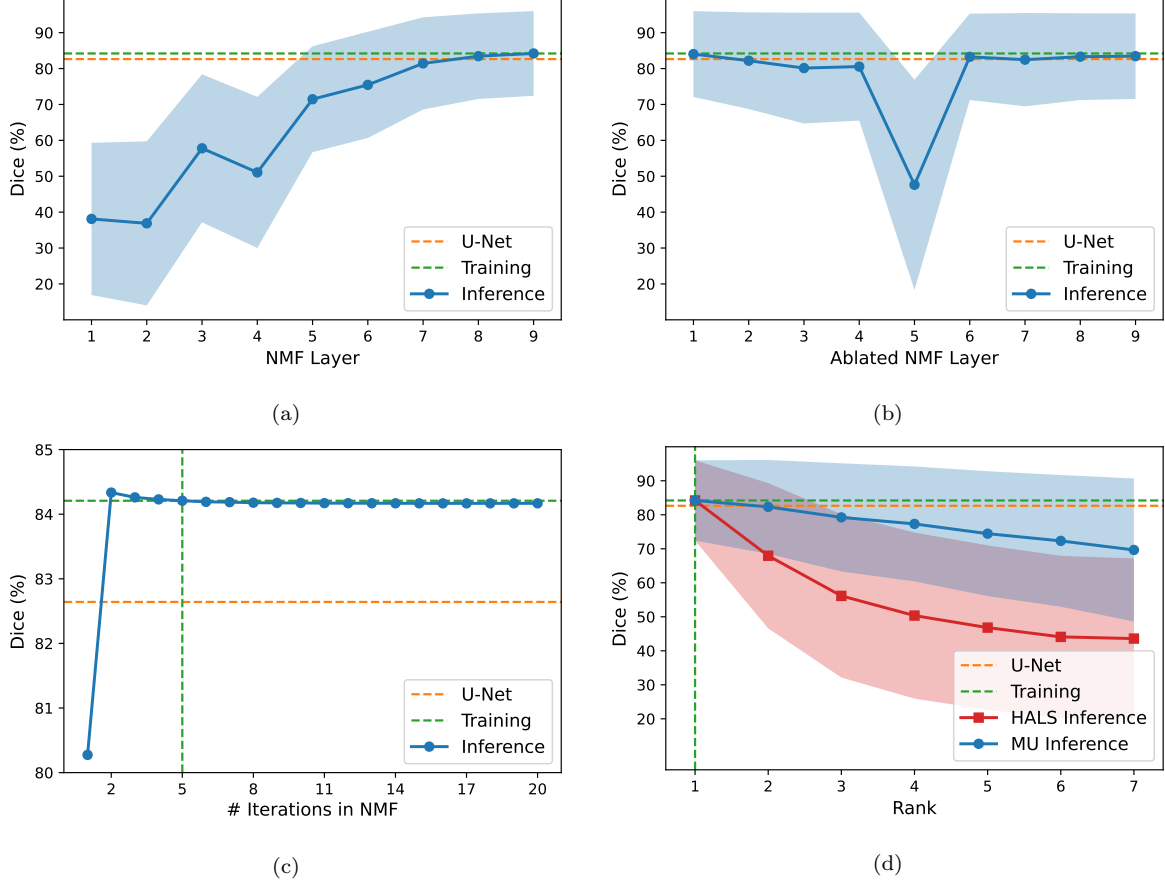 90
80
70
60
50
40
30
20
Dice (%)
U-Net
Training
Inference
1 2 3 4 5 6 7 8 9
NMF Layer
(a)
90
80
70
60
50
40
30
20
Dice (%)
U-Net
Training
Inference
1 2 3 4 5 6 7 8 9
Ablated NMF Layer
(b)
85
84
83
82
81
80
Dice (%)
U-Net
Training
Inference
2 5 8 11 14 17 20
# Iterations in NMF
(c)
90
80
70
60
50
40
30
20
Dice (%)
U-Net
Training
HALS Inference
MU Inference
1 2 3 4 5 6 7
Rank
(d)